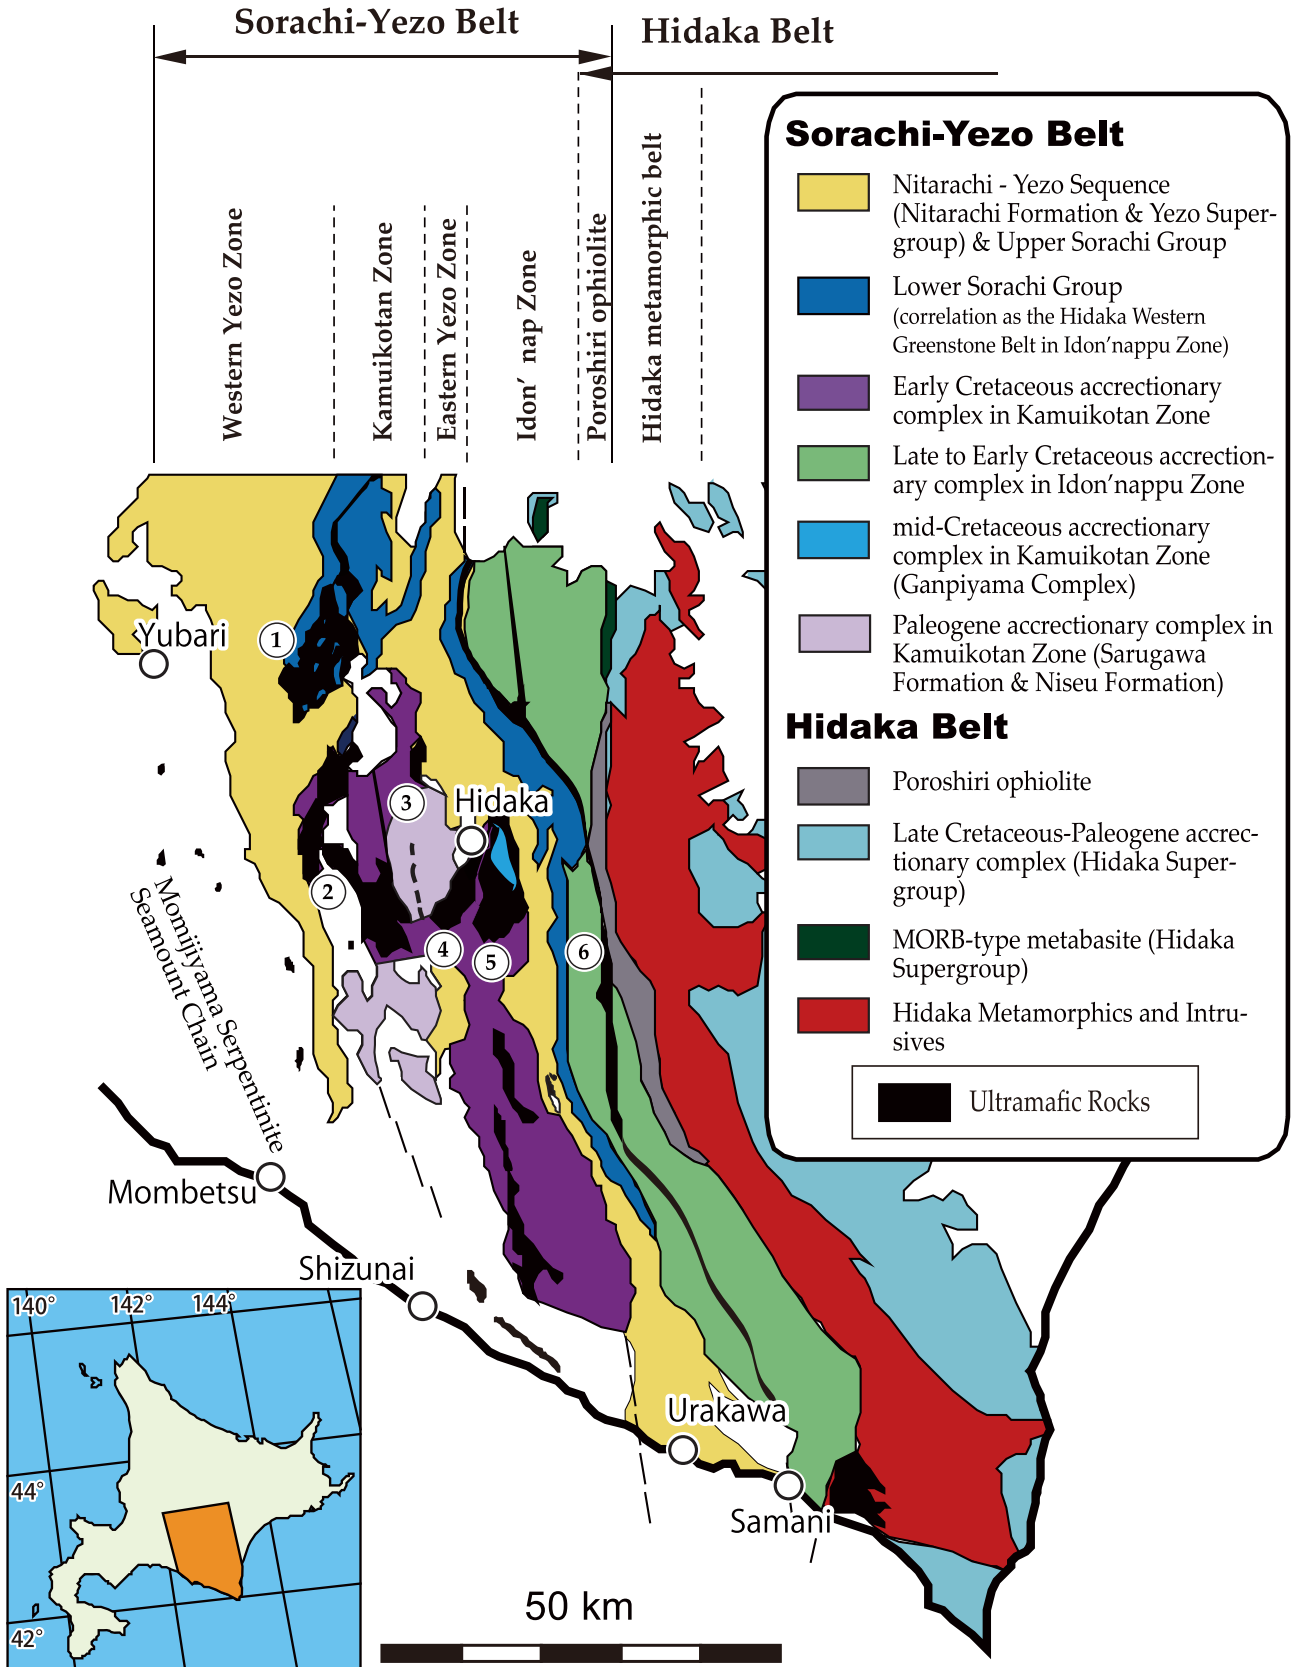 Sorachi-Yezo Belt
Hidaka Belt
Western Yezo Zone
Kamuikotan Zone
Eastern Yezo Zone
Idon' nap Zone
Poroshiri ophiolite
Hidaka metamorphic belt
Sorachi-Yezo Belt
Nitarachi - Yezo Sequence
(Nitarachi Formation & Yezo Super-
group) & Upper Sorachi Group
Lower Sorachi Group
(correlation as the Hidaka Western
Greenstone Belt in Idon'nappu Zone)
Early Cretaceous accrectionary
complex in Kamuikotan Zone
Late to Early Cretaceous accrection-
ary complex in Idon'nappu Zone
mid-Cretaceous accrectionary
complex in Kamuikotan Zone
(Ganpiyama Complex)
Paleogene accrectionary complex in
Kamuikotan Zone (Sarugawa
Formation & Niseu Formation)
Hidaka Belt
Poroshiri ophiolite
Late Cretaceous-Paleogene accrec-
tionary complex (Hidaka Super-
group)
MORB-type metabasite (Hidaka
Supergroup)
Hidaka Metamorphics and Intru-
sives
Ultramafic Rocks
Yubari
1
3
Hidaka
2
4
5
6
Momijiyama Serpentinite
Seamount Chain
Mombetsu
Shizunai
Urakawa
Samani
140°
142°
144°
44°
42°
50 km